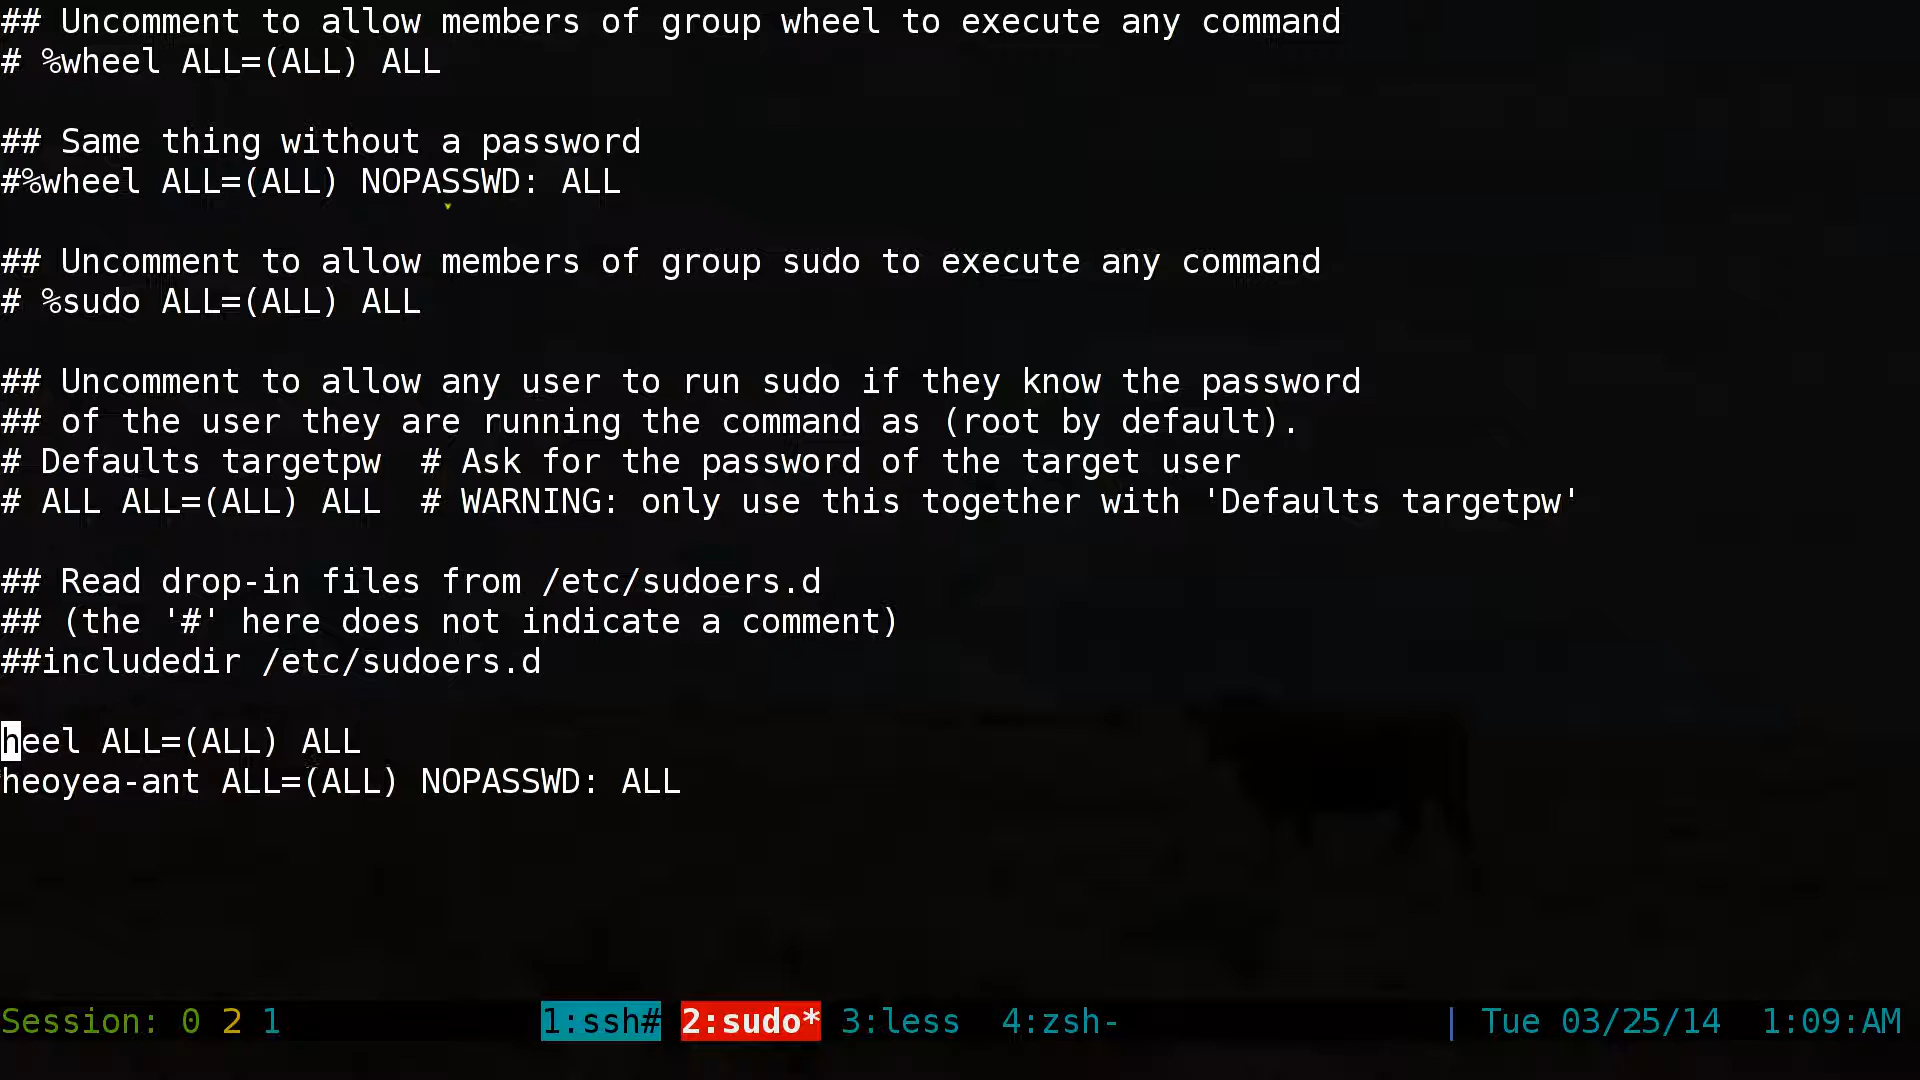 ## Uncomment to allow members of group wheel to execute any command
# %wheel ALL=(ALL) ALL
## Same thing without a password
#%wheel ALL=(ALL) NOPASSWD: ALL
## Uncomment to allow members of group sudo to execute any command
# %sudo ALL=(ALL) ALL
## Uncomment to allow any user to run sudo if they know the password
## of the user they are running the command as (root by default).
# Defaults targetpw  # Ask for the password of the target user
# ALL ALL=(ALL) ALL  # WARNING: only use this together with 'Defaults targetpw'
## Read drop-in files from /etc/sudoers.d
## (the '#' here does not indicate a comment)
##includedir /etc/sudoers.d
heel ALL=(ALL) ALL
heoyea-ant ALL=(ALL) NOPASSWD: ALL
Session: 0 2 1 1:ssh# 2:sudo* 3:less 4:zsh- | Tue 03/25/14 1:09:AM